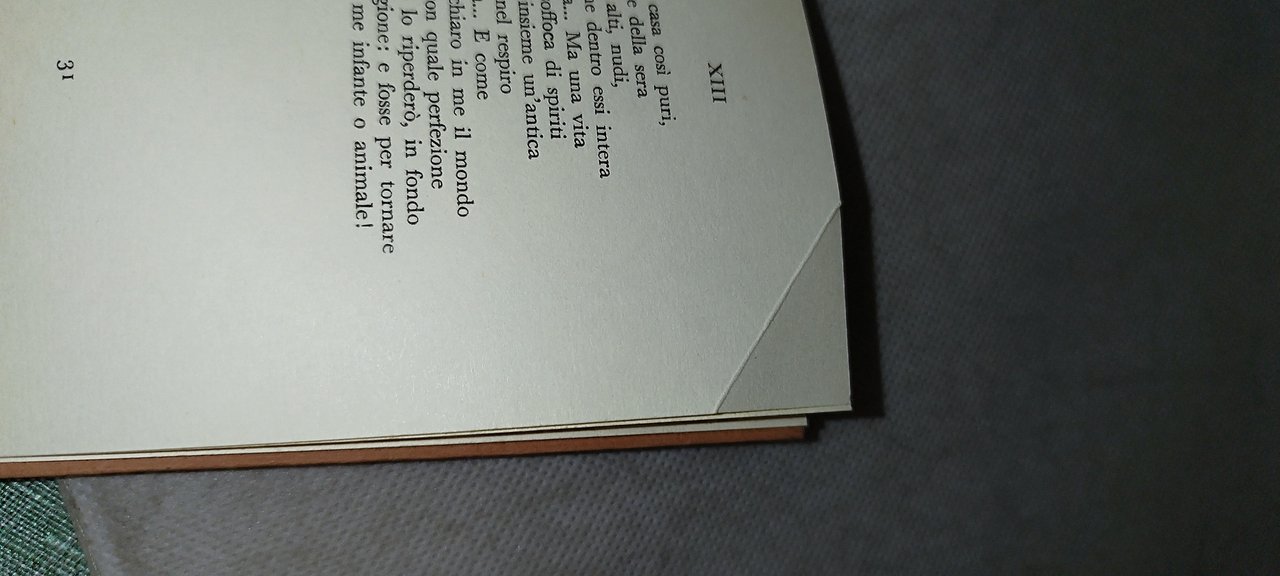 XIII
casa così puri,
e della sera
alti, nudi,
e dentro essi intera
a... Ma una vita
offoca di spiriti
insieme un'antica
nel respiro
... E come
chiaro in me il mondo
on quale perfezione
lo riperderò, in fondo
gione: e fosse per tornare
me infante o animale!
31